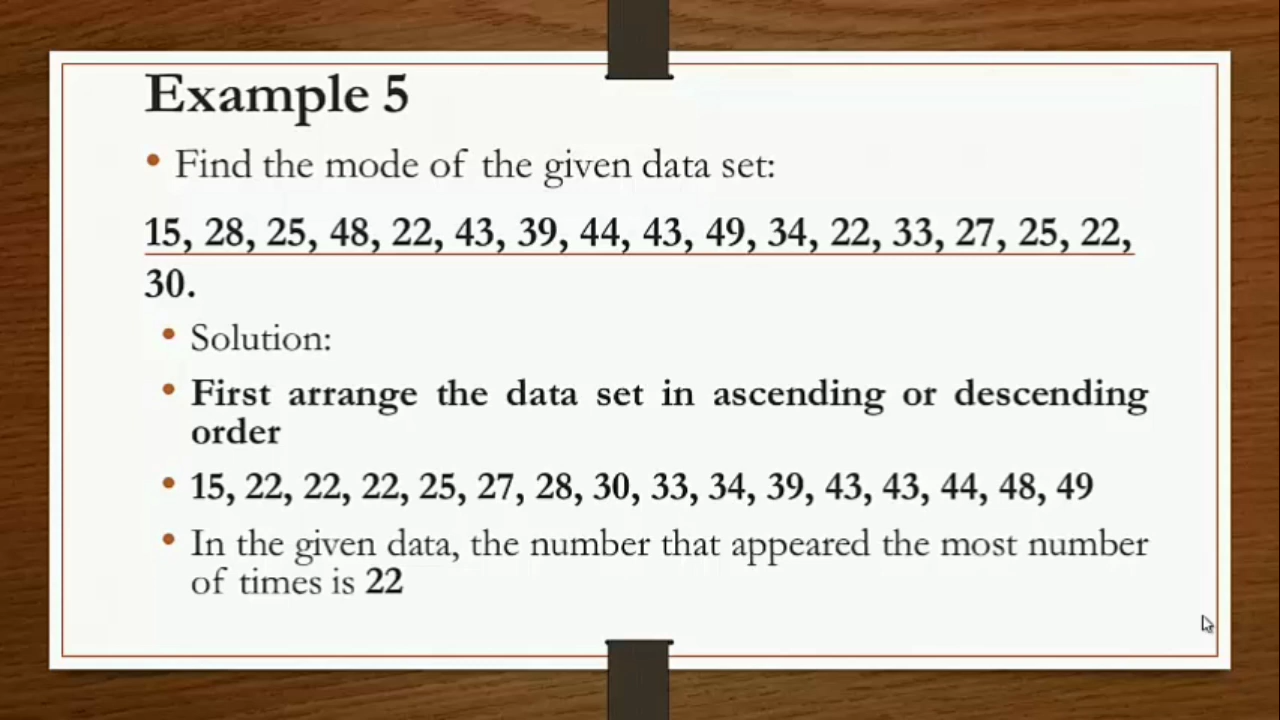 Example 5
• Find the mode of the given data set:
15, 28, 25, 48, 22, 43, 39, 44, 43, 49, 34, 22, 33, 27, 25, 22,
30.
• Solution:
• First arrange the data set in ascending or descending
order
• 15, 22, 22, 22, 25, 27, 28, 30, 33, 34, 39, 43, 43, 44, 48, 49
• In the given data, the number that appeared the most number
of times is 22